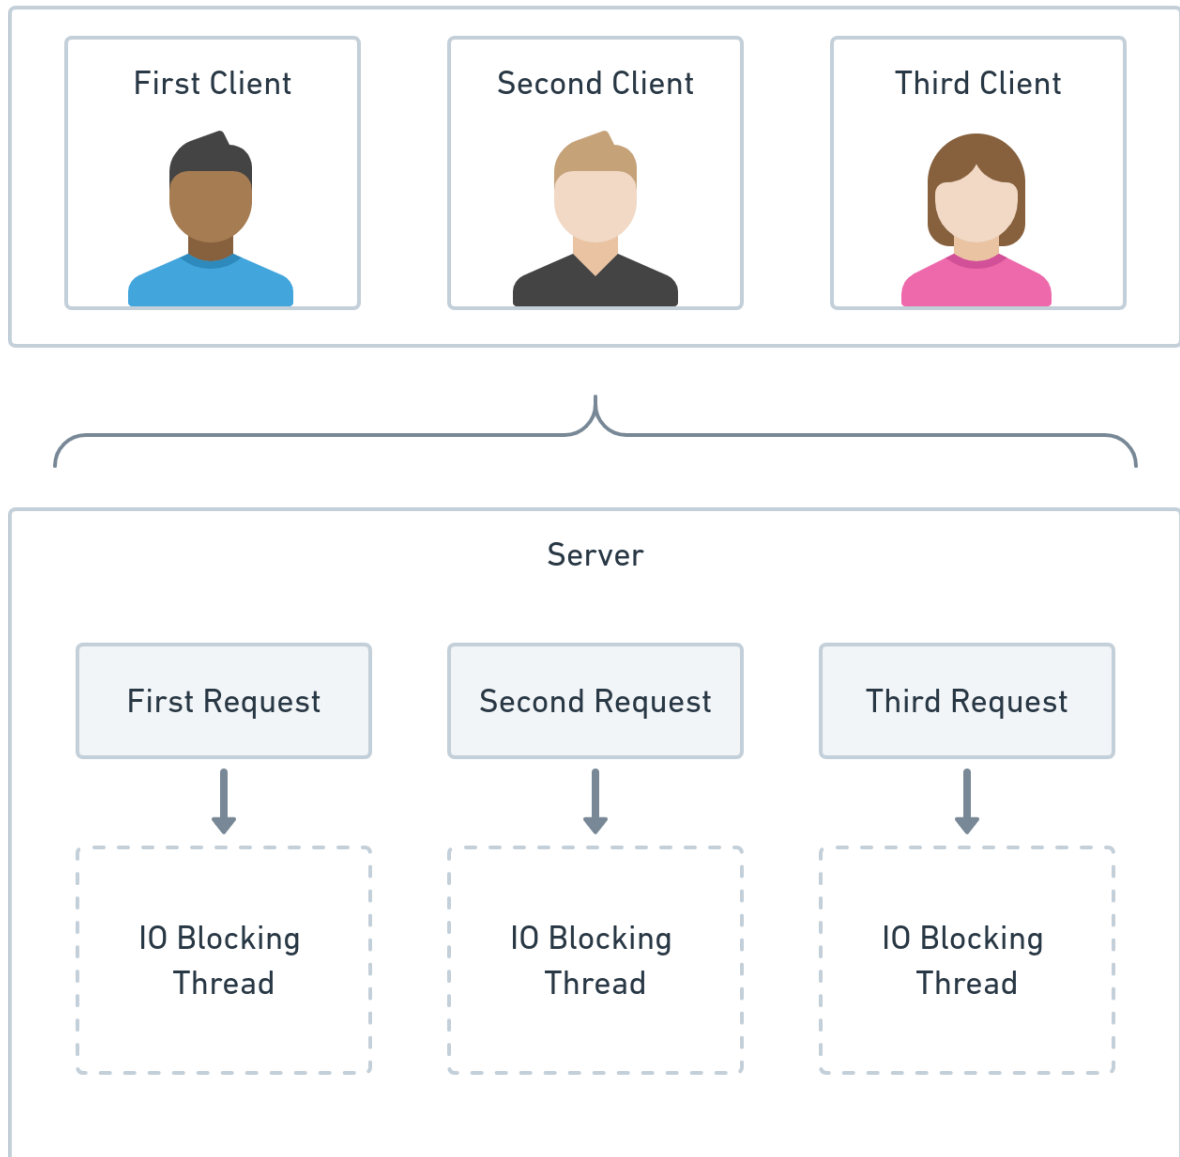 First Client
Second Client
Third Client
Server
First Request
Second Request
Third Request
IO Blocking
Thread
IO Blocking
Thread
IO Blocking
Thread